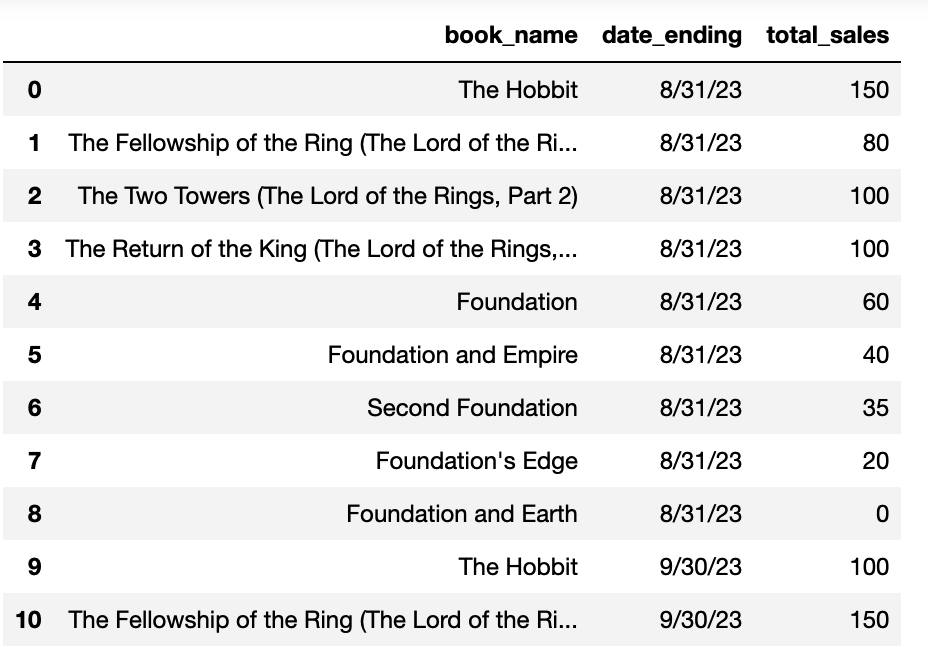 book_name date_ending total_sales
0 The Hobbit 8/31/23 150
1 The Fellowship of the Ring (The Lord of the Ri... 8/31/23 80
2 The Two Towers (The Lord of the Rings, Part 2) 8/31/23 100
3 The Return of the King (The Lord of the Rings,... 8/31/23 100
4 Foundation 8/31/23 60
5 Foundation and Empire 8/31/23 40
6 Second Foundation 8/31/23 35
7 Foundation's Edge 8/31/23 20
8 Foundation and Earth 8/31/23 0
9 The Hobbit 9/30/23 100
10 The Fellowship of the Ring (The Lord of the Ri... 9/30/23 150